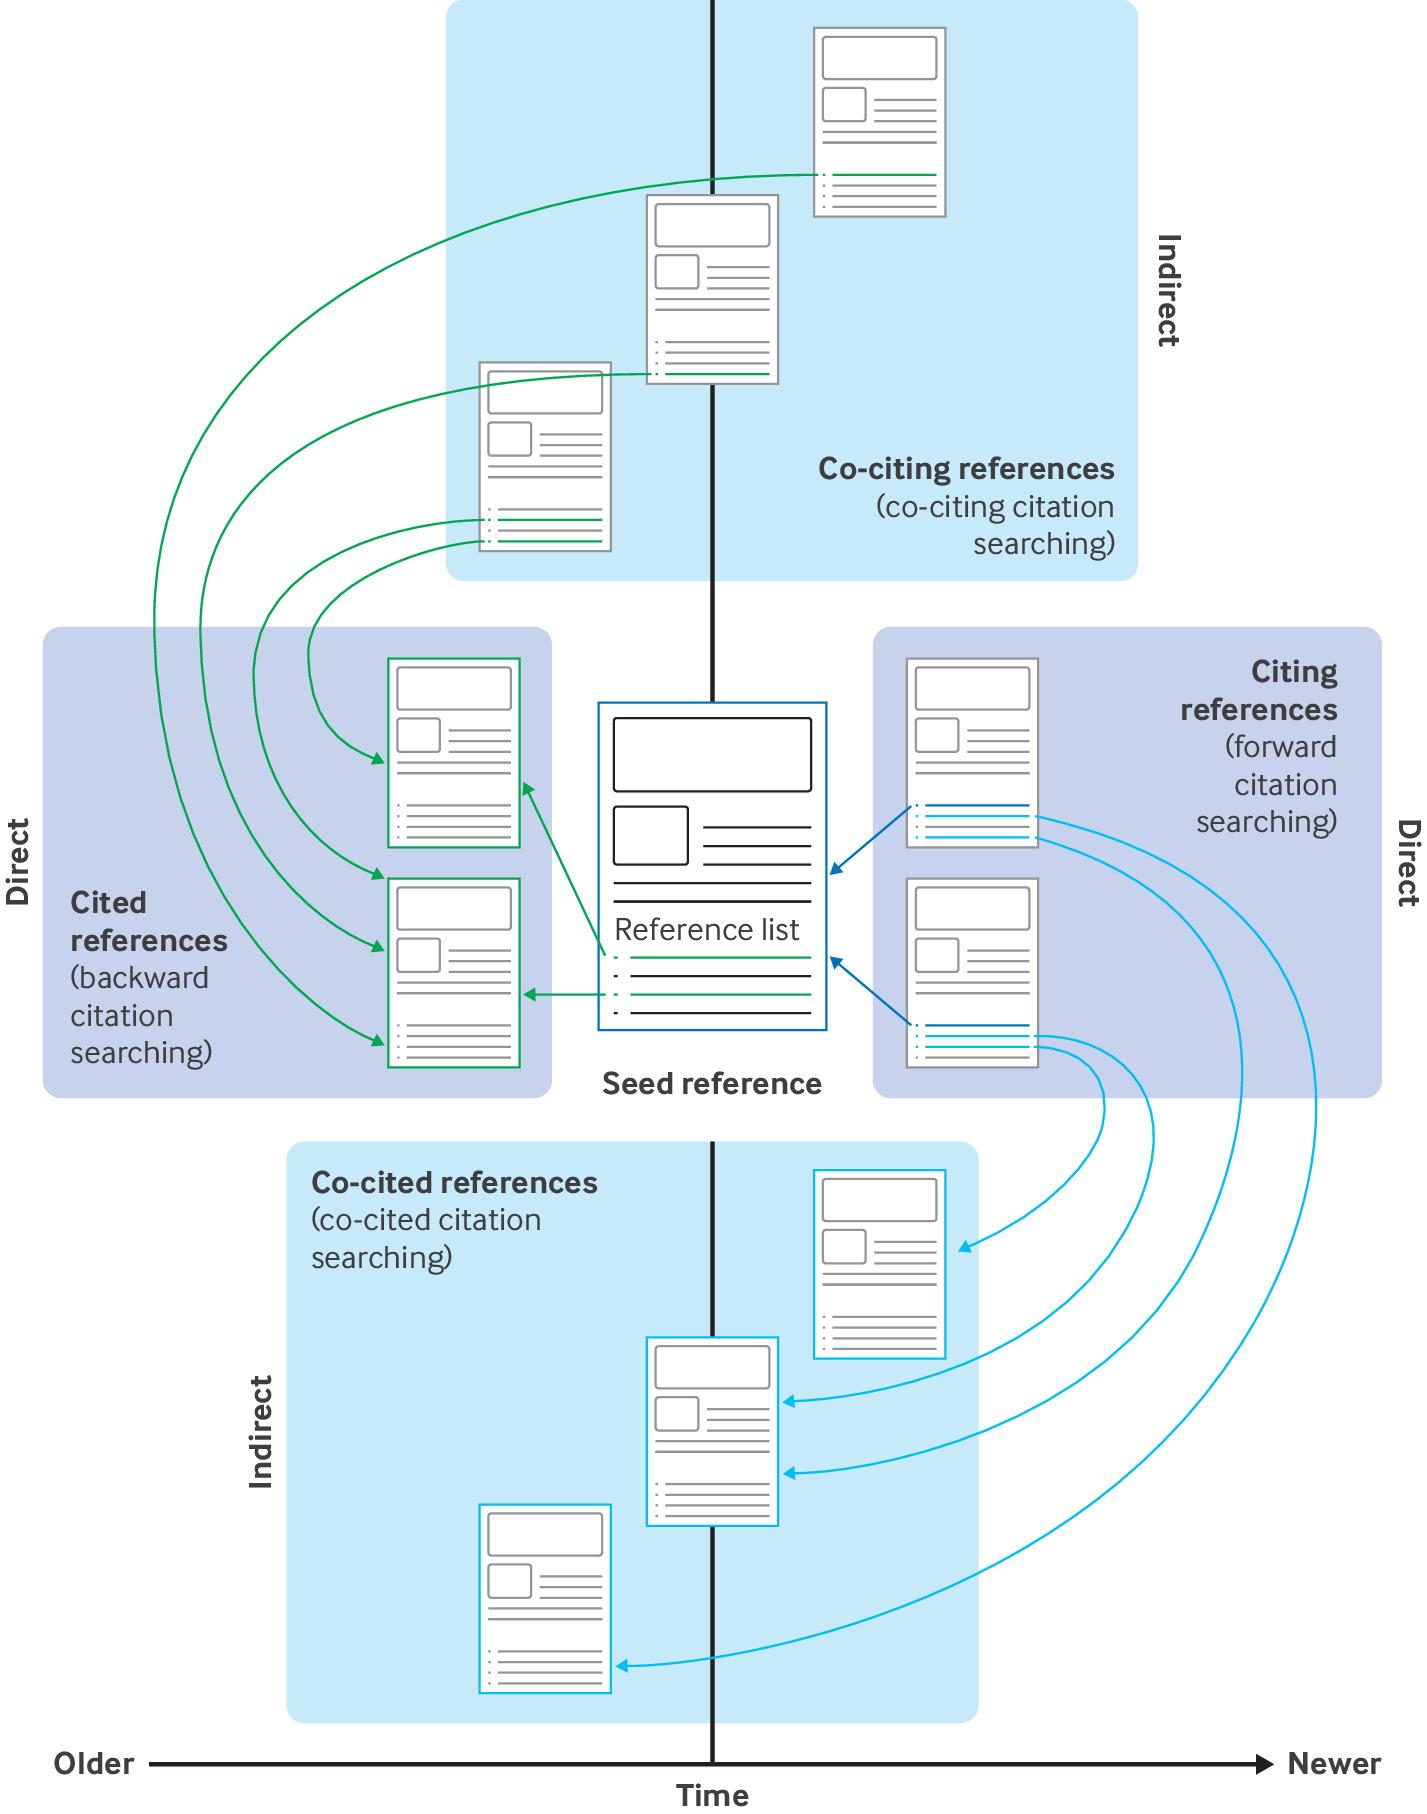 Indirect
Co-citing references
(co-citing citation
searching)
Direct
Cited
references
(backward
citation
searching)
Reference list
Seed reference
Citing
references
(forward
citation
searching)
Direct
Co-cited references
(co-cited citation
searching)
Indirect
Older
Time
Newer